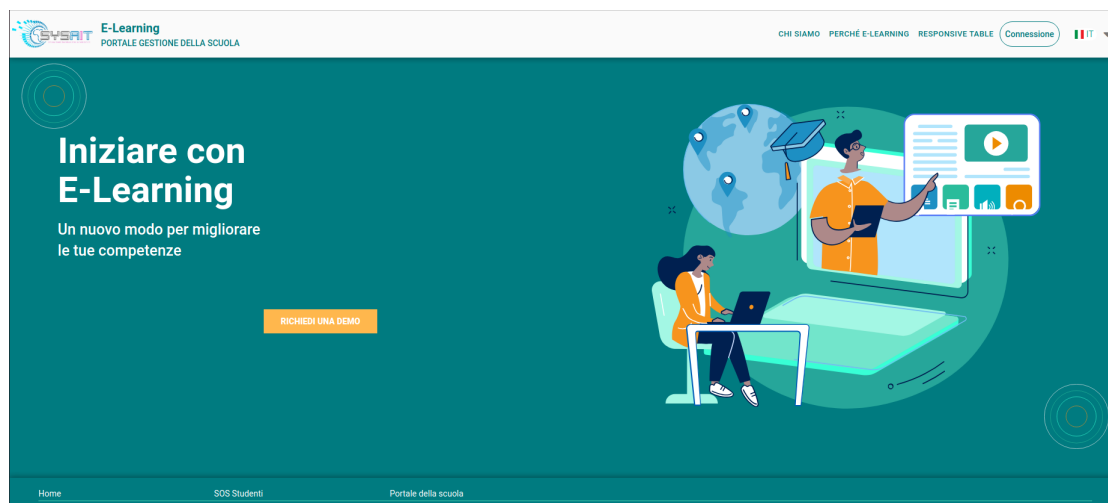 SYSAIT
E-Learning
PORTALE GESTIONE DELLA SCUOLA
CHI SIAMO
PERCHÉ E-LEARNING
RESPONSIVE TABLE
Connessione
IT
Iniziare con
E-Learning
Un nuovo modo per migliorare
le tue competenze
RICHIEDI UNA DEMO
Home
SOS Studenti
Portale della scuola